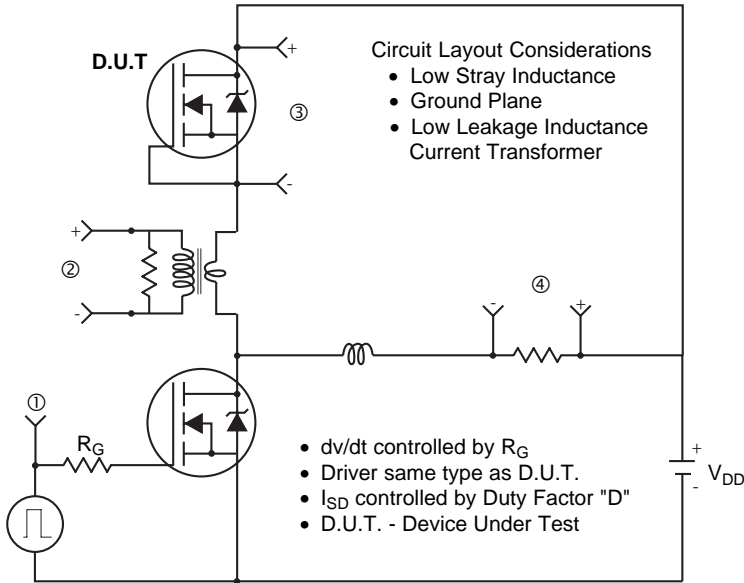 D.U.T
+
③
-
Circuit Layout Considerations
• Low Stray Inductance
• Ground Plane
• Low Leakage Inductance
Current Transformer
+
②
-
④
-
+
①
R_G
• dv/dt controlled by R_G
• Driver same type as D.U.T.
• I_SD controlled by Duty Factor "D"
• D.U.T. - Device Under Test
+
V_DD
-